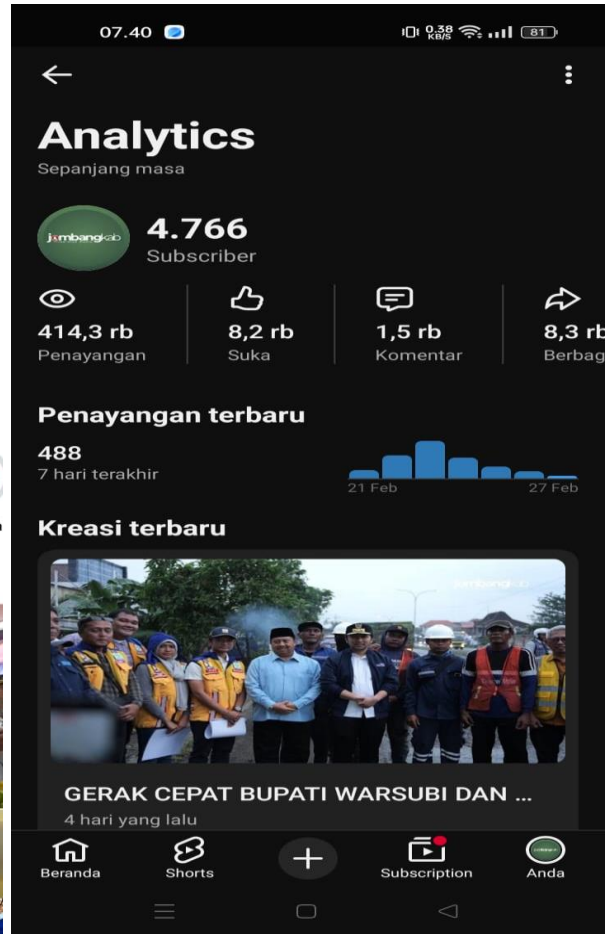 07.40
0.38 KB/S
81
Analytics
Sepanjang masa
jombangkab
4.766
Subscriber
414,3 rb
Penayangan
8,2 rb
Suka
1,5 rb
Komentar
8,3 rb
Berbag
Penayangan terbaru
488
7 hari terakhir
21 Feb
27 Feb
Kreasi terbaru
jombangkab
GERAK CEPAT BUPATI WARSUBI DAN ...
4 hari yang lalu
Beranda
Shorts
Subscription
Anda